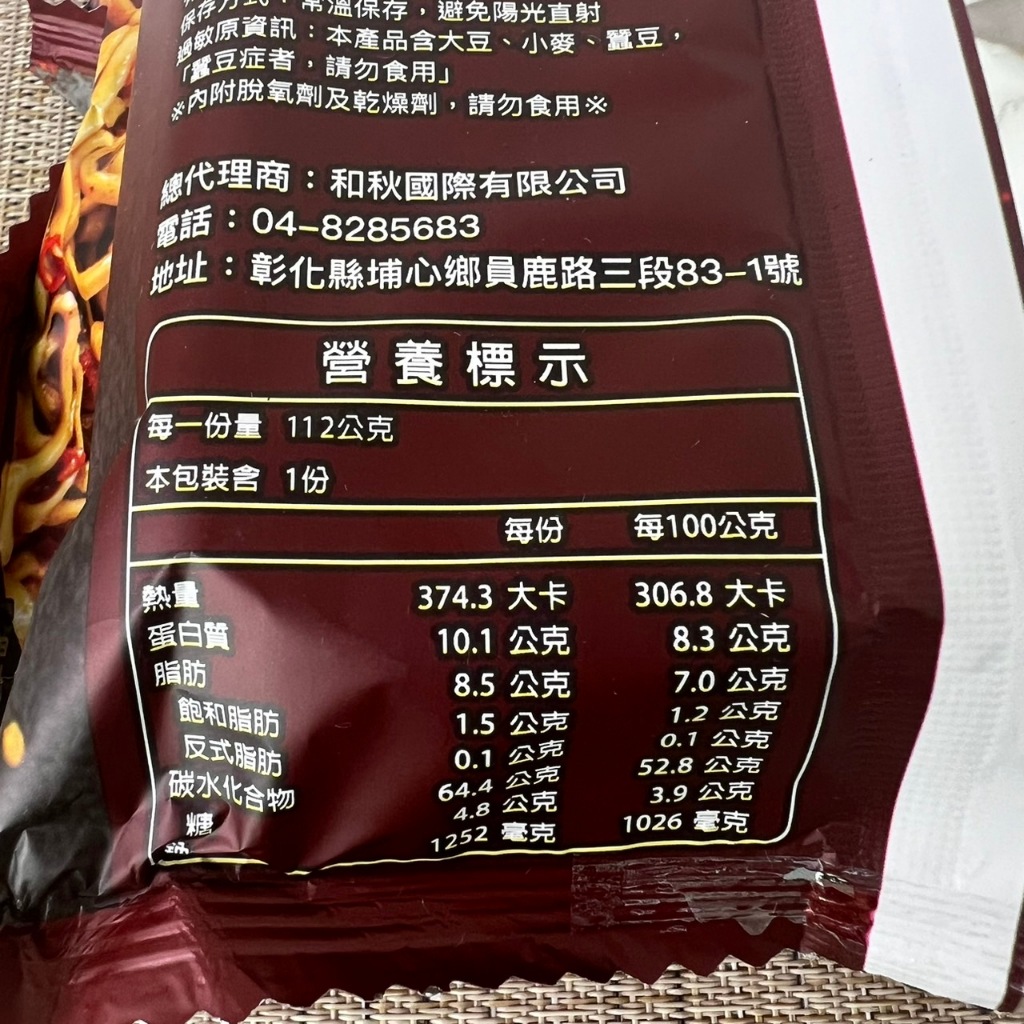 保存方式：常溫保存，避免陽光直射
過敏原資訊：本產品含大豆、小麥、蠶豆，
「蠶豆症者，請勿食用」
※內附脫氧劑及乾燥劑，請勿食用※
總代理商：和秋國際有限公司
電話：04-8285683
地址：彰化縣埔心鄉員鹿路三段83-1號
營養標示
每一份量 112公克
本包裝含 1份
每份 每100公克
熱量 374.3 大卡 306.8 大卡
蛋白質 10.1 公克 8.3 公克
脂肪 8.5 公克 7.0 公克
飽和脂肪 1.5 公克 1.2 公克
反式脂肪 0.1 公克 0.1 公克
碳水化合物 64.4 公克 52.8 公克
糖 4.8 公克 3.9 公克
1252 毫克 1026 毫克